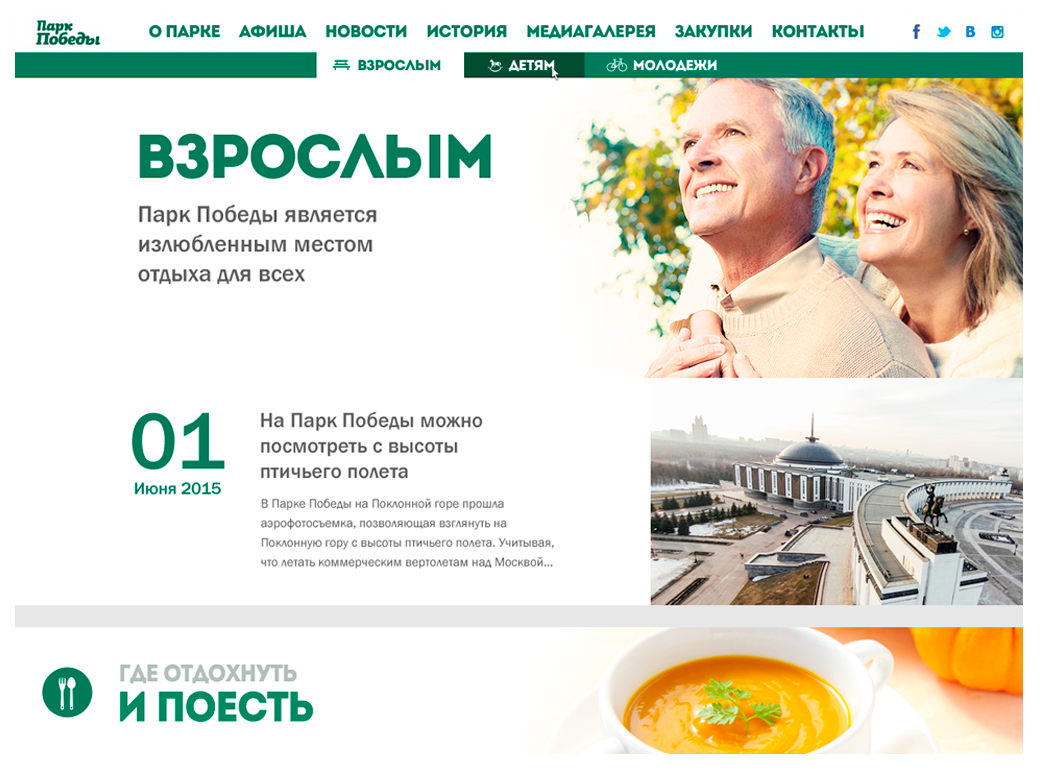 Парк
Победы
О ПАРКЕ АФИША НОВОСТИ ИСТОРИЯ МЕДИАГАЛЕРЕЯ ЗАКУПКИ КОНТАКТЫ
ВЗРОСЛЫМ ДЕТЯМ МОЛОДЕЖИ
ВЗРОСЛЫМ
Парк Победы является
излюбленным местом
отдыха для всех
01
Июня 2015
На Парк Победы можно
посмотреть с высоты
птичьего полета
В Парке Победы на Поклонной горе прошла
аэрофотосъемка, позволяющая взглянуть на
Поклонную гору с высоты птичьего полета. Учитывая,
что летать коммерческим вертолетам над Москвой...
ГДЕ ОТДОХНУТЬ
И ПОЕСТЬ